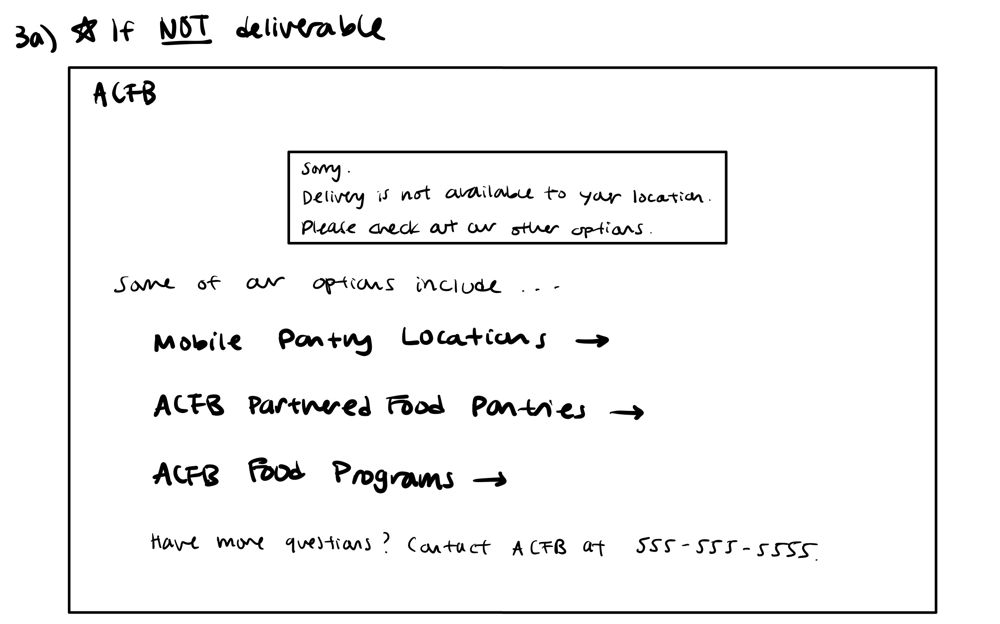 3a) ☆ If NOT deliverable
ACFB
Sorry.
Delivery is not available to your location.
Please check out our other options.
Some of our options include ....
Mobile Pantry Locations →
ACFB Partnered Food Pantries →
ACFB Food Programs →
Have more questions? Contact ACFB at 555-555-5555.